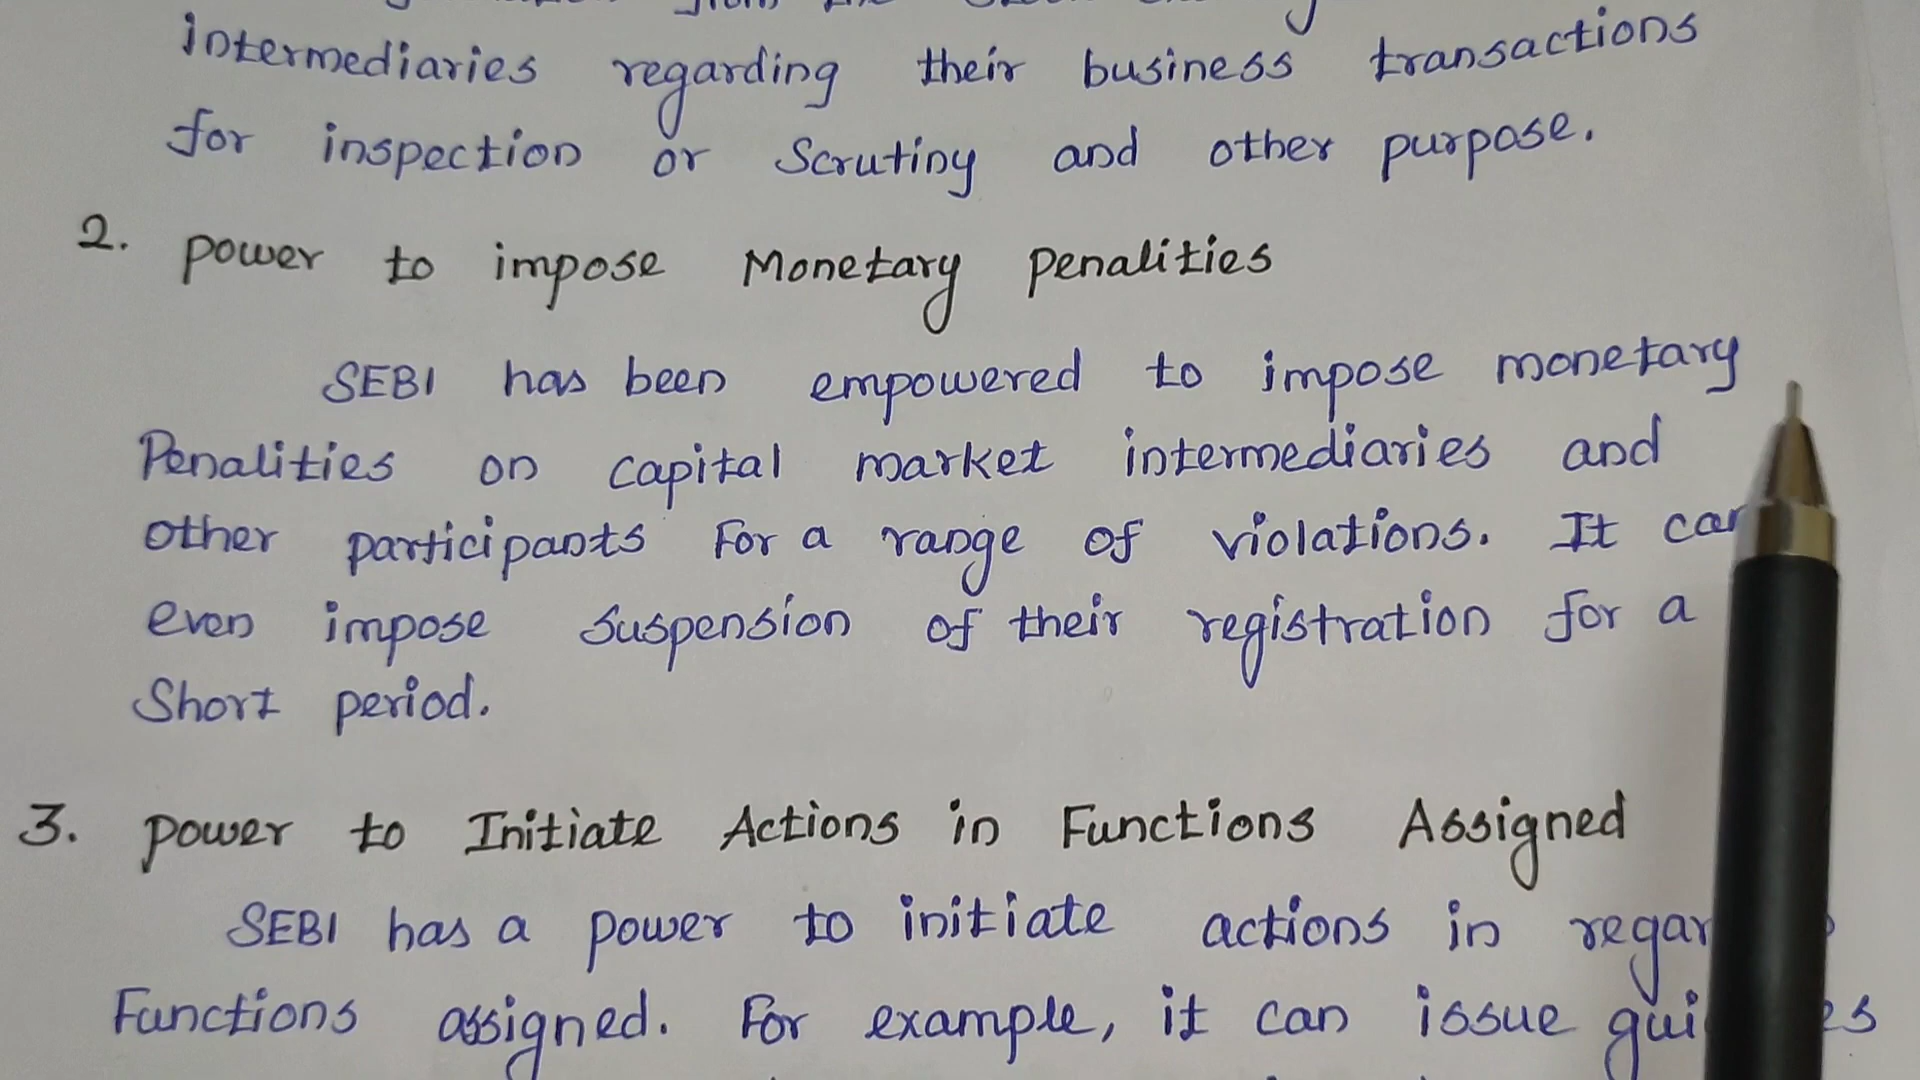 from the
intermediaries regarding their business transactions
for inspection or Scrutiny and other purpose.
2. power to impose Monetary Penalities
SEBI has been empowered to impose monetary
Penalities on capital market intermediaries and
other participants For a range of violations. It can
even impose suspension of their registration for a
Short period.
3. power to Initiate Actions in Functions Assigned
SEBI has a power to initiate actions in
Functions assigned. For example, it can issue